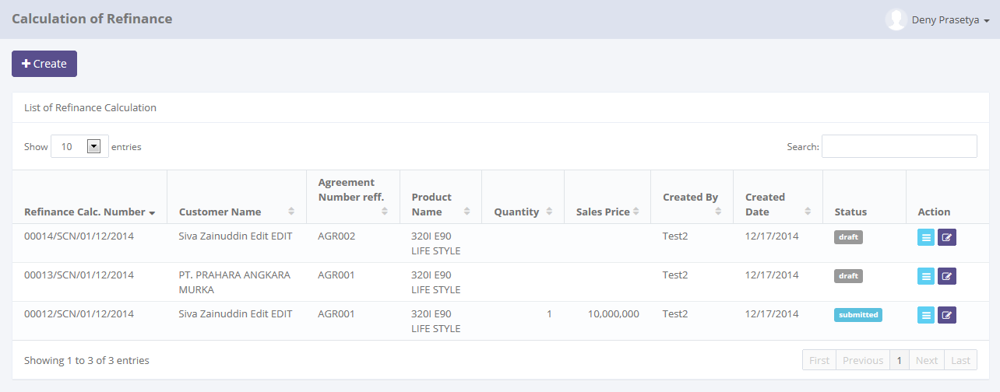 Calculation of Refinance
Deny Prasetya
Create
List of Refinance Calculation
Show 10 entries
Search:
Refinance Calc. Number
Customer Name
Agreement
Number reff.
Product
Name
Quantity
Sales Price
Created By
Created
Date
Status
Action
00014/SCN/01/12/2014 Siva Zainuddin Edit EDIT AGR002 320I E90 Test2 12/17/2014 draft
LIFE STYLE
00013/SCN/01/12/2014 PT. PRAHARA ANGKARA AGR001 320I E90 Test2 12/17/2014 draft
MURKA LIFE STYLE
00012/SCN/01/12/2014 Siva Zainuddin Edit EDIT AGR001 320I E90 1 10,000,000 Test2 12/17/2014 submitted
LIFE STYLE
Showing 1 to 3 of 3 entries
First Previous 1 Next Last